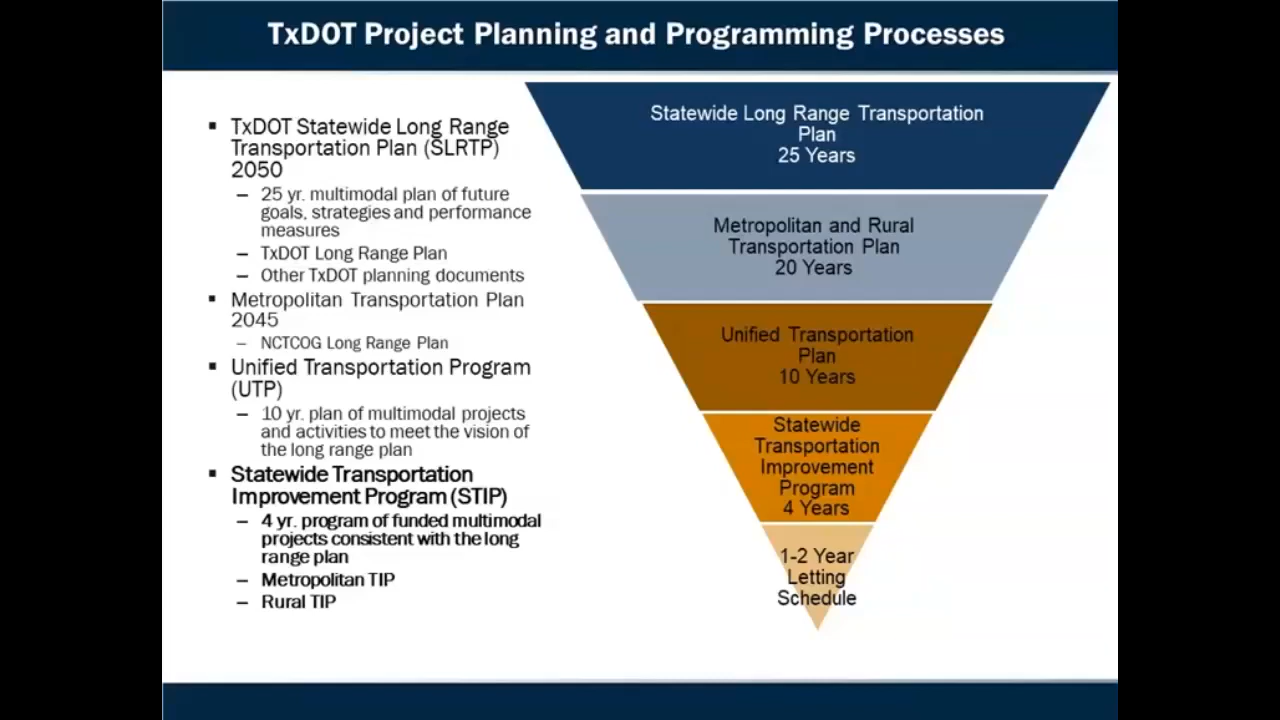 TxDOT Project Planning and Programming Processes
▪ TxDOT Statewide Long Range
Transportation Plan (SLRTP)
2050
– 25 yr. multimodal plan of future
goals, strategies and performance
measures
– TxDOT Long Range Plan
– Other TxDOT planning documents
▪ Metropolitan Transportation Plan
2045
– NCTCOG Long Range Plan
▪ Unified Transportation Program
(UTP)
– 10 yr. plan of multimodal projects
and activities to meet the vision of
the long range plan
▪ Statewide Transportation
Improvement Program (STIP)
– 4 yr. program of funded multimodal
projects consistent with the long
range plan
– Metropolitan TIP
– Rural TIP
Statewide Long Range Transportation
Plan
25 Years
Metropolitan and Rural
Transportation Plan
20 Years
Unified Transportation
Plan
10 Years
Statewide
Transportation
Improvement
Program
4 Years
1-2 Year
Letting
Schedule